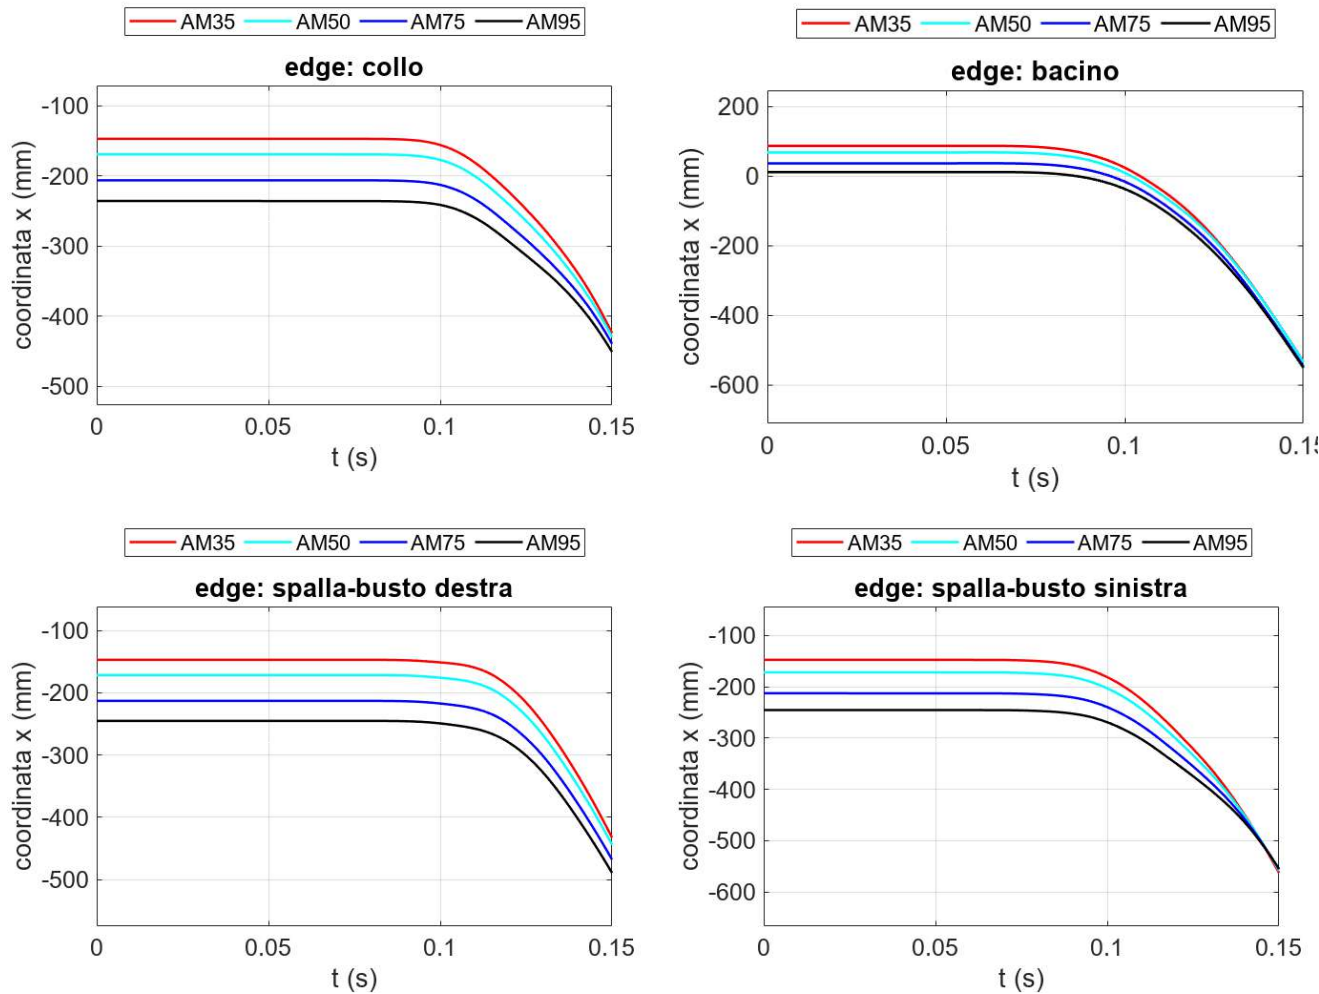 AM35 AM50 AM75 AM95
edge: collo
coordinata x (mm)
-100
-200
-300
-400
-500
0 0.05 0.1 0.15
t (s)
AM35 AM50 AM75 AM95
edge: bacino
coordinata x (mm)
200
0
-200
-400
-600
0 0.05 0.1 0.15
t (s)
AM35 AM50 AM75 AM95
edge: spalla-busto destra
coordinata x (mm)
-100
-200
-300
-400
-500
0 0.05 0.1 0.15
t (s)
AM35 AM50 AM75 AM95
edge: spalla-busto sinistra
coordinata x (mm)
-100
-200
-300
-400
-500
-600
0 0.05 0.1 0.15
t (s)